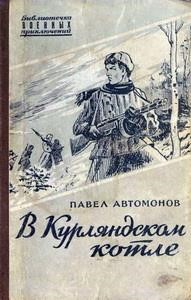 Библиотечка
ВОЕННЫХ
приключений
ПАВЕЛ АВТОМОНОВ
В Курляндском
котле